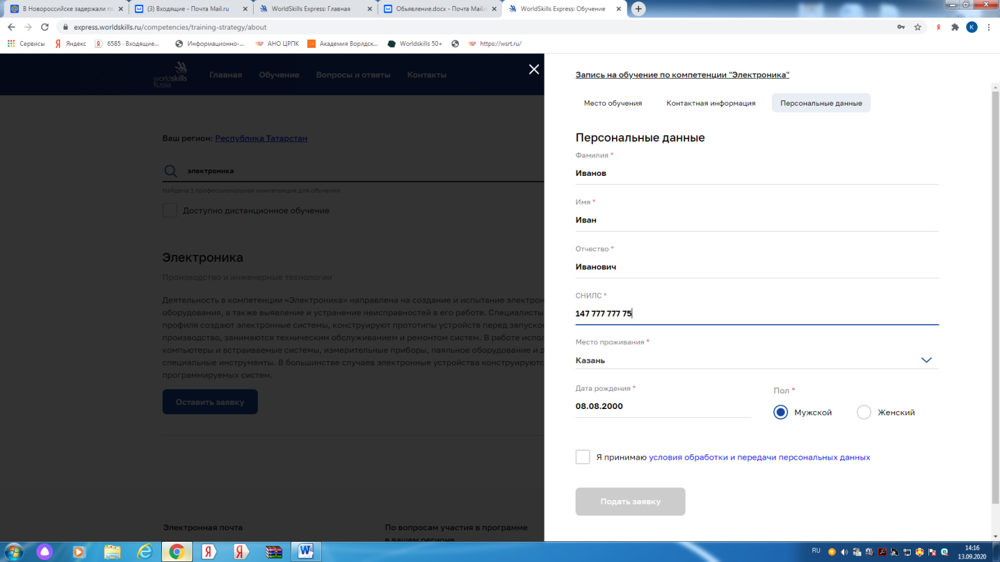 В Новороссийске задержали гл
(3) Входящие - Почта Mail.ru
WorldSkills Express: Главная
Обьявление.docx - Почта Mail.r
WorldSkills Express: Обучение
express.worldskills.ru/competencies/training-strategy/about
K
Сервисы
Яндекс
6585 · Входящие...
Информационно-...
АНО ЦРПК
Академия Ворлдск...
Worldskills 50+
https://wsrt.ru/
worldskills
Russia
Главная
Обучение
Вопросы и ответы
Контакты
Ваш регион: Республика Татарстан
электроника
Найдена 1 профессиональная компетенция для обучения
Доступно дистанционное обучение
Электроника
Производство и инженерные технологии
Деятельность в компетенции «Электроника» направлена на создание и испытание электрон
оборудования, а также выявление и устранение неисправностей в его работе. Специалисты
профиля создают электронные системы, конструируют прототипы устройств перед запуском
производство, занимаются техническим обслуживанием и ремонтом систем. В работе испол
компьютеры и встраиваемые системы, измерительные приборы, паяльное оборудование и д
специальные инструменты. В большинстве случаев электронные устройства конструируютс
программируемых систем.
Оставить заявку
Электронная почта
По вопросам участия в программе
в вашем регионе
Запись на обучение по компетенции "Электроника"
Место обучения
Контактная информация
Персональные данные
Персональные данные
Фамилия *
Иванов
Имя *
Иван
Отчество *
Иванович
СНИЛС *
147 777 777 75
Место проживания *
Казань
Дата рождения *
08.08.2000
Пол *
Мужской
Женский
Я принимаю условия обработки и передачи персональных данных
Подать заявку
RU
14:16
13.09.2020